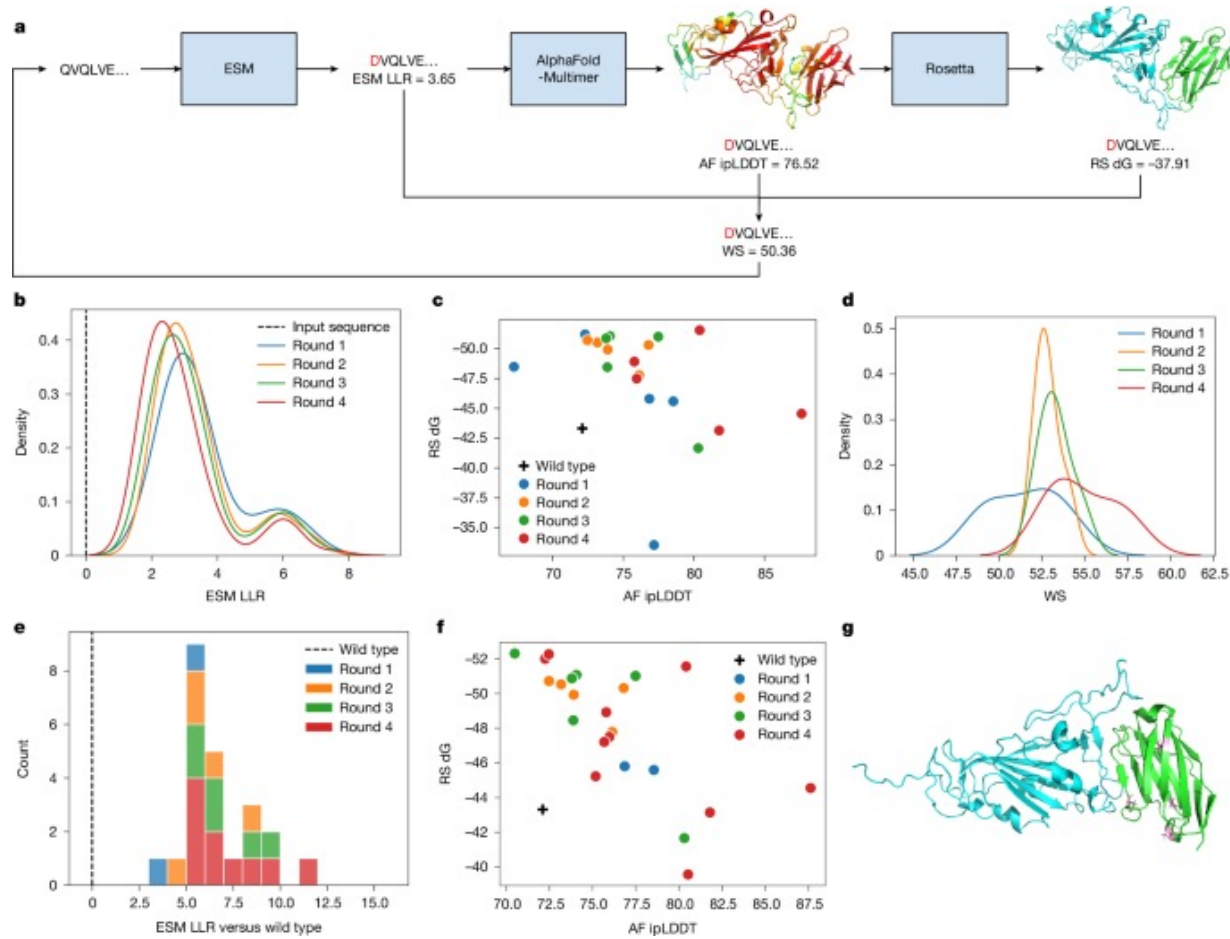 a
QVQLVE...
ESM
DVQLVE...
ESM LLR = 3.65
AlphaFold
-Multimer
DVQLVE...
AF ipLDDT = 76.52
Rosetta
DVQLVE...
RS dG = –37.91
DVQLVE...
WS = 50.36
b
Density
0.4
0.3
0.2
0.1
0
0
2
4
6
8
ESM LLR
Input sequence
Round 1
Round 2
Round 3
Round 4
c
RS dG
–50.0
–47.5
–45.0
–42.5
–40.0
–37.5
–35.0
70
75
80
85
AF ipLDDT
Wild type
Round 1
Round 2
Round 3
Round 4
d
Density
0.5
0.4
0.3
0.2
0.1
0
45.0
47.5
50.0
52.5
55.0
57.5
60.0
62.5
WS
Round 1
Round 2
Round 3
Round 4
e
Count
8
6
4
2
0
0
2.5
5.0
7.5
10.0
12.5
15.0
ESM LLR versus wild type
Wild type
Round 1
Round 2
Round 3
Round 4
f
RS dG
–52
–50
–48
–46
–44
–42
–40
70.0
72.5
75.0
77.5
80.0
82.5
85.0
87.5
AF ipLDDT
Wild type
Round 1
Round 2
Round 3
Round 4
g